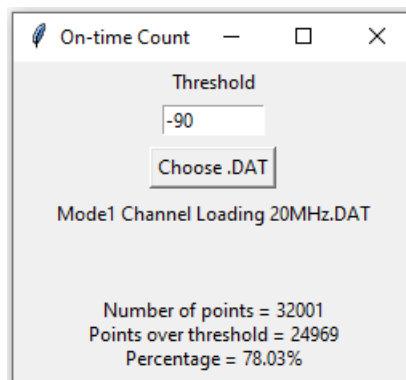 On-time Count
Threshold
-90
Choose .DAT
Mode1 Channel Loading 20MHz.DAT
Number of points = 32001
Points over threshold = 24969
Percentage = 78.03%